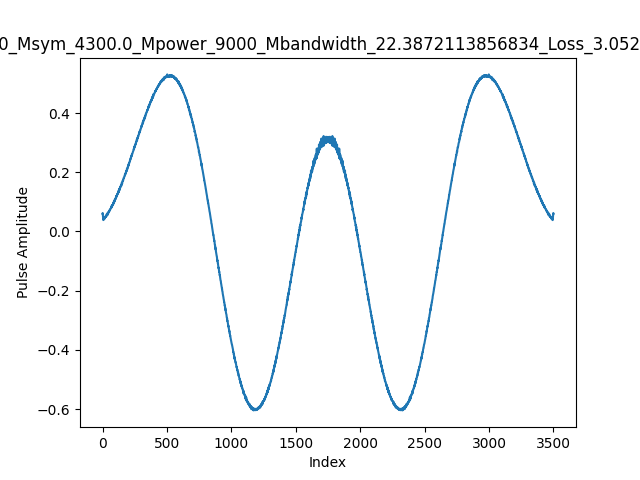 0_Msym_4300.0_Mpower_9000_Mbandwidth_22.3872113856834_Loss_3.052
0.4
0.2
0.0
−0.2
−0.4
−0.6
Pulse Amplitude
0 500 1000 1500 2000 2500 3000 3500
Index